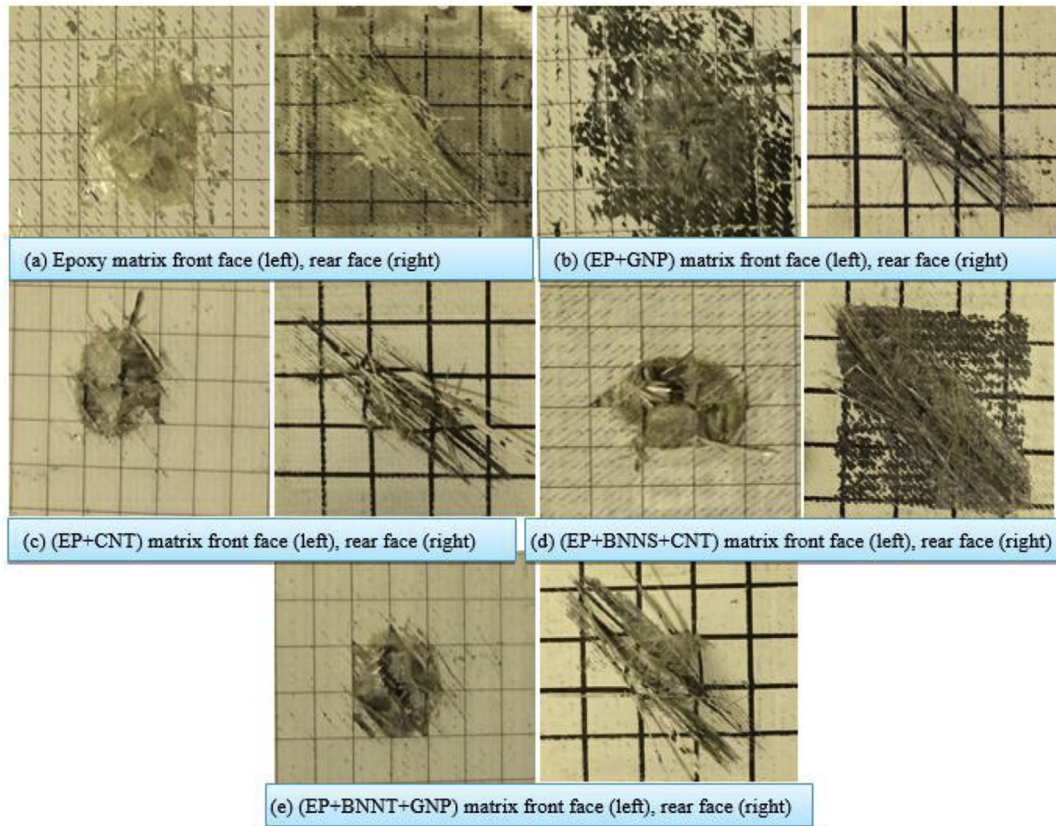 (a) Epoxy matrix front face (left), rear face (right)
(b) (EP+GNP) matrix front face (left), rear face (right)
(c) (EP+CNT) matrix front face (left), rear face (right)
(d) (EP+BNNS+CNT) matrix front face (left), rear face (right)
(e) (EP+BNNT+GNP) matrix front face (left), rear face (right)